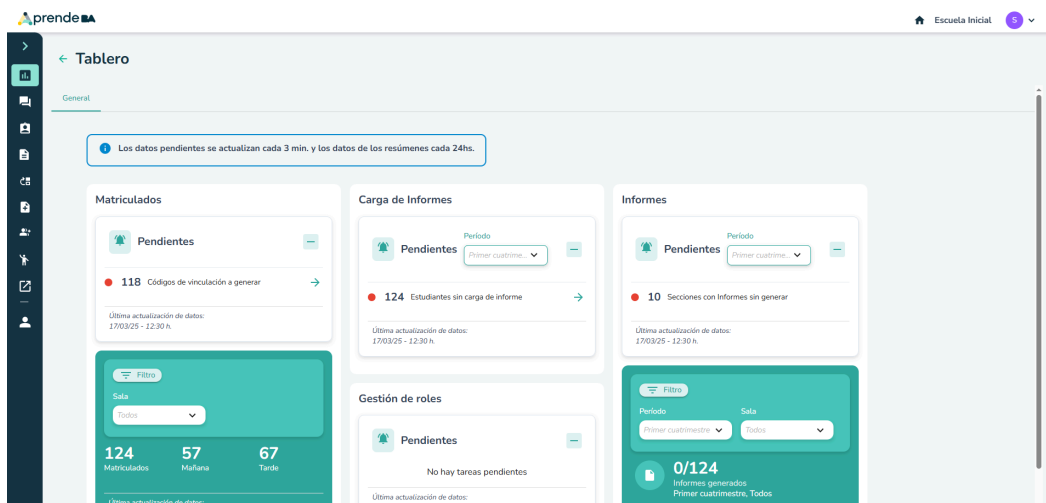 Aprende BA
Escuela Inicial
S
Tablero
General
Los datos pendientes se actualizan cada 3 min. y los datos de los resúmenes cada 24hs.
Matriculados
Pendientes
118 Códigos de vinculación a generar
Última actualización de datos:
17/03/25 - 12:30 h.
Filtro
Sala
Todos
124
Matriculados
57
Mañana
67
Tarde
Última actualización de datos:
Carga de Informes
Pendientes
Período
Primer cuatrime...
124 Estudiantes sin carga de informe
Última actualización de datos:
17/03/25 - 12:30 h.
Gestión de roles
Pendientes
No hay tareas pendientes
Última actualización de datos:
Informes
Pendientes
Período
Primer cuatrime...
10 Secciones con Informes sin generar
Última actualización de datos:
17/03/25 - 12:30 h.
Filtro
Período
Primer cuatrimestre
Sala
Todos
0/124
Informes generados
Primer cuatrimestre, Todos